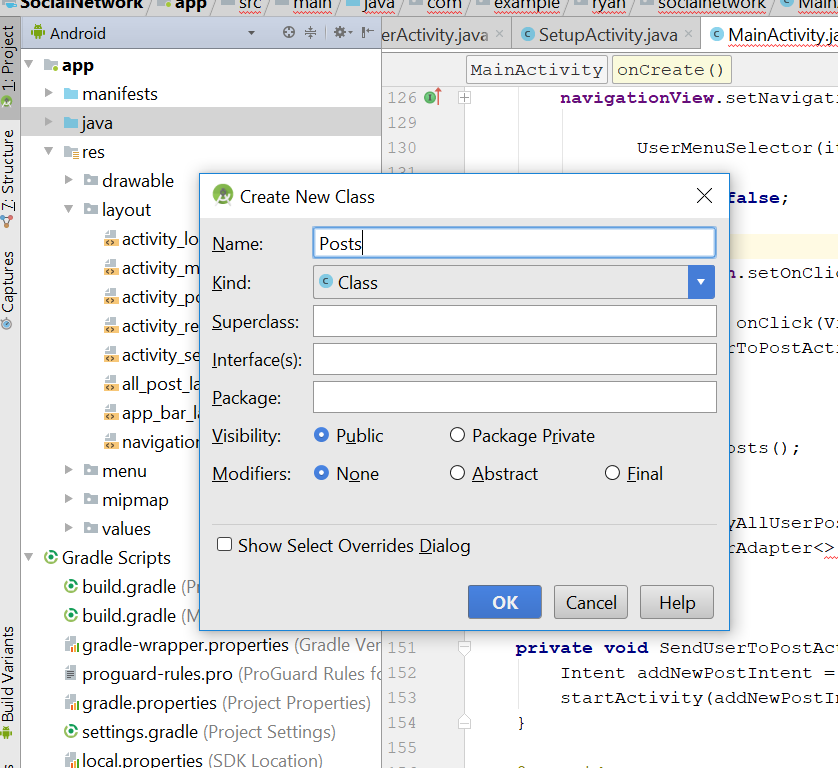 SocialNetwork app src main java com example ryan socialnetwork
1: Project
7: Structure
Captures
Build Variants
Android
erActivity.java
SetupActivity.java
MainActivity.ja
MainActivity
onCreate()
app
manifests
java
res
drawable
layout
activity_lo
activity_m
activity_po
activity_re
activity_se
all_post_la
app_bar_la
navigation
menu
mipmap
values
Gradle Scripts
build.gradle (Pr
build.gradle (M
gradle-wrapper.properties (Gradle Ver
proguard-rules.pro (ProGuard Rules fo
gradle.properties (Project Properties)
settings.gradle (Project Settings)
local.properties (SDK Location)
Create New Class
Name: Posts
Kind: Class
Superclass:
Interface(s):
Package:
Visibility: Public Package Private
Modifiers: None Abstract Final
Show Select Overrides Dialog
OK Cancel Help
126 navigationView.setNavigati
129
130 UserMenuSelector(it
131
false;
.setOnClic
onClick(Vi
rToPostActi
osts();
yAllUserPos
rAdapter<>
151 private void SendUserToPostAct
152 Intent addNewPostIntent =
153 startActivity(addNewPostIn
154 }
155